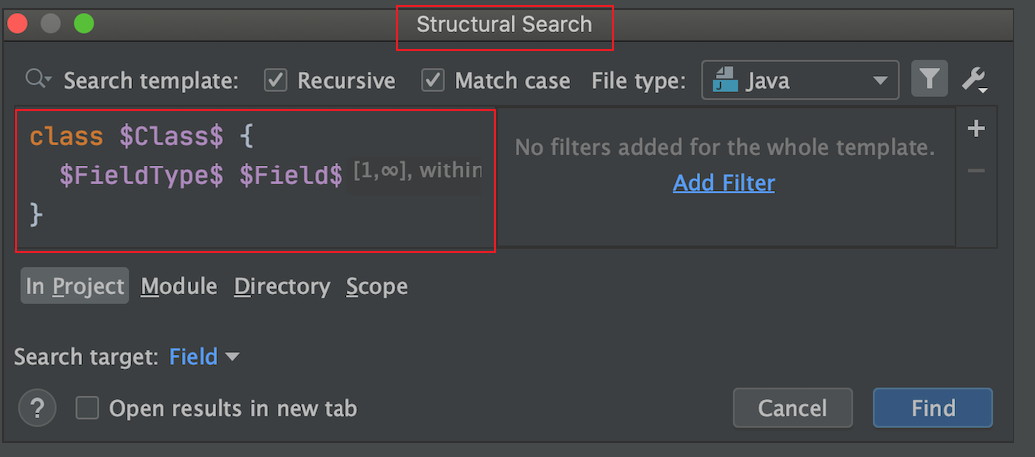 Structural Search
Search template: Recursive Match case File type: Java
class $Class$ {
$FieldType$ $Field$ [1,∞], within
}
No filters added for the whole template.
Add Filter
In Project Module Directory Scope
Search target: Field
? Open results in new tab Cancel Find